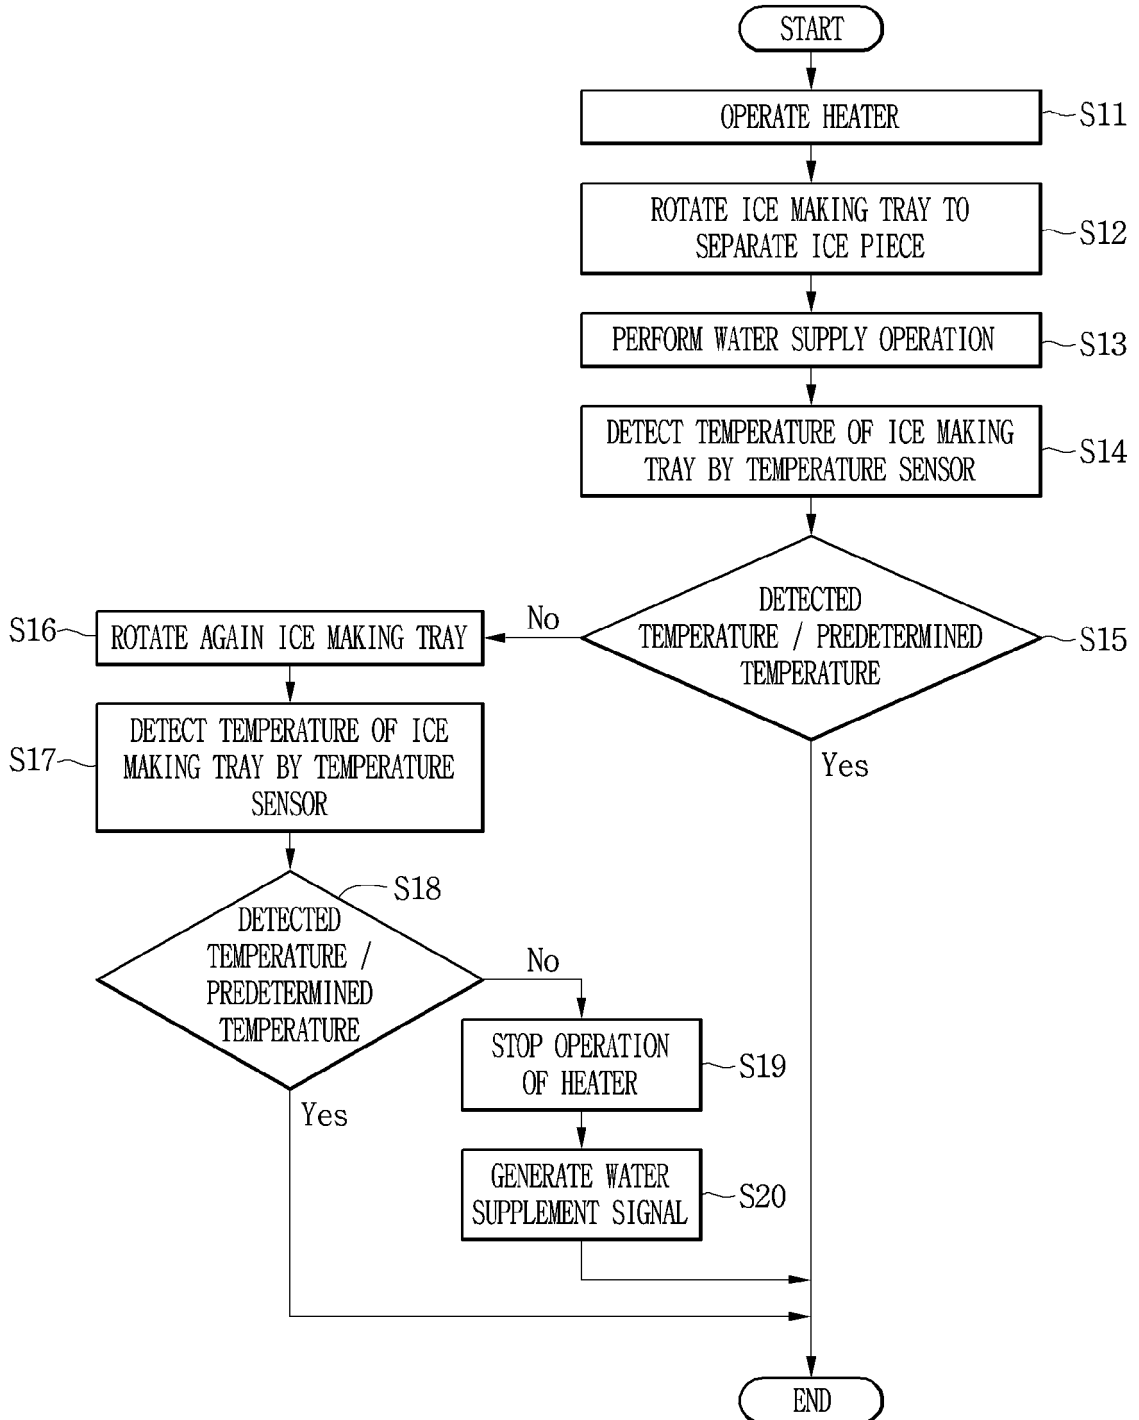 START
OPERATE HEATER
S11
ROTATE ICE MAKING TRAY TO
SEPARATE ICE PIECE
S12
PERFORM WATER SUPPLY OPERATION
S13
DETECT TEMPERATURE OF ICE MAKING
TRAY BY TEMPERATURE SENSOR
S14
DETECTED
TEMPERATURE / PREDETERMINED
TEMPERATURE
S15
No
Yes
S16
ROTATE AGAIN ICE MAKING TRAY
S17
DETECT TEMPERATURE OF ICE
MAKING TRAY BY TEMPERATURE
SENSOR
S18
DETECTED
TEMPERATURE /
PREDETERMINED
TEMPERATURE
No
Yes
STOP OPERATION
OF HEATER
S19
GENERATE WATER
SUPPLEMENT SIGNAL
S20
END